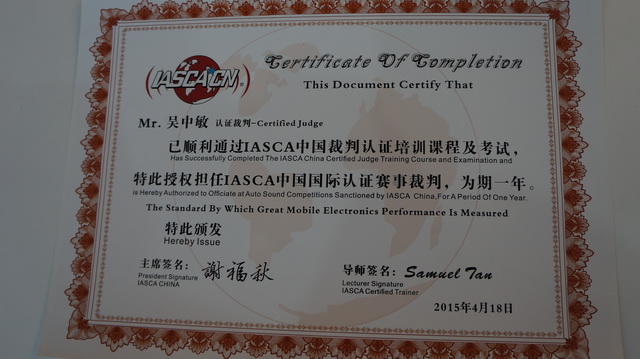 IASCA CN
Certificate Of Completion
This Document Certify That
Mr. 吴中敏 认证裁判-Certified Judge
已顺利通过IASCA中国裁判认证培训课程及考试，
Has Successfully Completed The IASCA China Certified Judge Training Course and Examination and
特此授权担任IASCA中国国际认证赛事裁判，为期一年。
is Hereby Authorized to Officiate at Auto Sound Competitions Sanctioned by IASCA China,For A Period Of One Year.
The Standard By Which Great Mobile Electronics Performance Is Measured
特此颁发
Hereby Issue
主席签名： 謝福秋
President Signature
IASCA CHINA
导师签名： Samuel Tan
Lecturer Signature
IASCA Certified Trainer
2015年4月18日